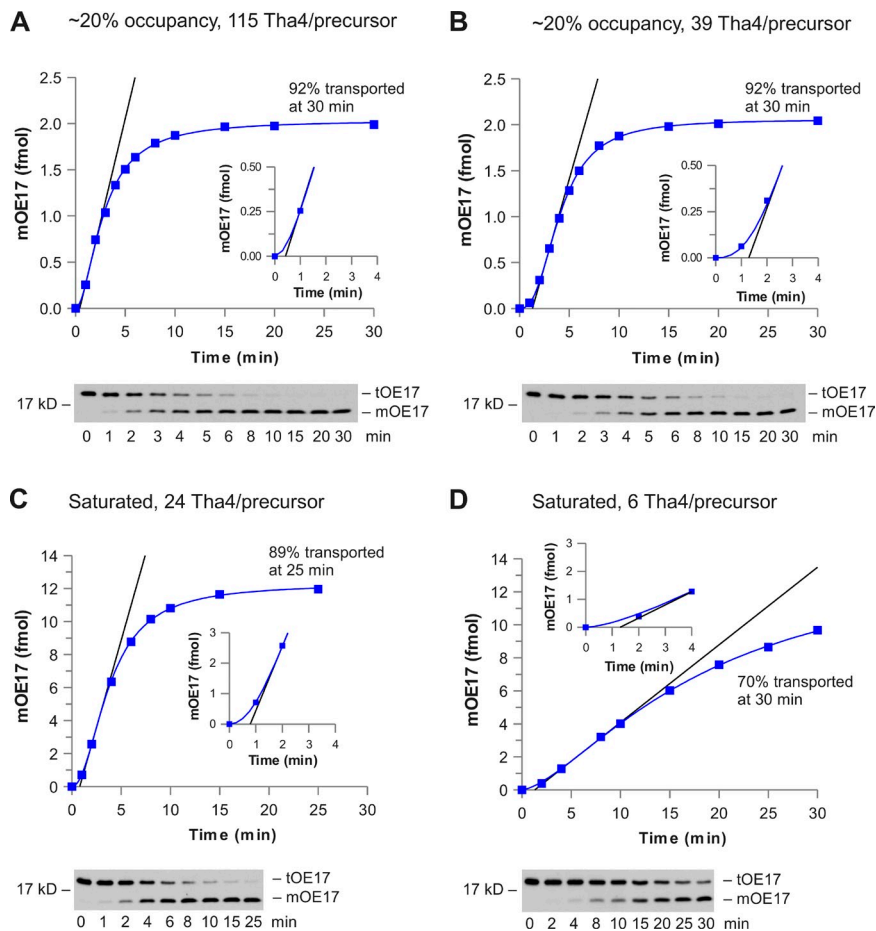 A
~20% occupancy, 115 Tha4/precursor
2.5
2.0
1.5
1.0
0.5
0.0
mOE17 (fmol)
92% transported
at 30 min
0.50
0.25
0.00
mOE17 (fmol)
0 1 2 3 4
Time (min)
0 5 10 15 20 25 30
Time (min)
17 kD –
– tOE17
– mOE17
0 1 2 3 4 5 6 8 10 15 20 30 min
B
~20% occupancy, 39 Tha4/precursor
2.5
2.0
1.5
1.0
0.5
0.0
mOE17 (fmol)
92% transported
at 30 min
0.50
0.25
0.00
mOE17 (fmol)
0 1 2 3 4
Time (min)
0 5 10 15 20 25 30
Time (min)
17 kD –
– tOE17
– mOE17
0 1 2 3 4 5 6 8 10 15 20 30 min
C
Saturated, 24 Tha4/precursor
14
12
10
8
6
4
2
0
mOE17 (fmol)
89% transported
at 25 min
3
2
1
0
mOE17 (fmol)
0 1 2 3 4
Time (min)
0 5 10 15 20 25 30
Time (min)
17 kD –
– tOE17
– mOE17
0 1 2 4 6 8 10 15 25 min
D
Saturated, 6 Tha4/precursor
14
12
10
8
6
4
2
0
mOE17 (fmol)
3
2
1
0
mOE17 (fmol)
0 1 2 3 4
Time (min)
70% transported
at 30 min
0 5 10 15 20 25 30
Time (min)
17 kD –
– tOE17
– mOE17
0 2 4 8 10 15 20 25 30 min